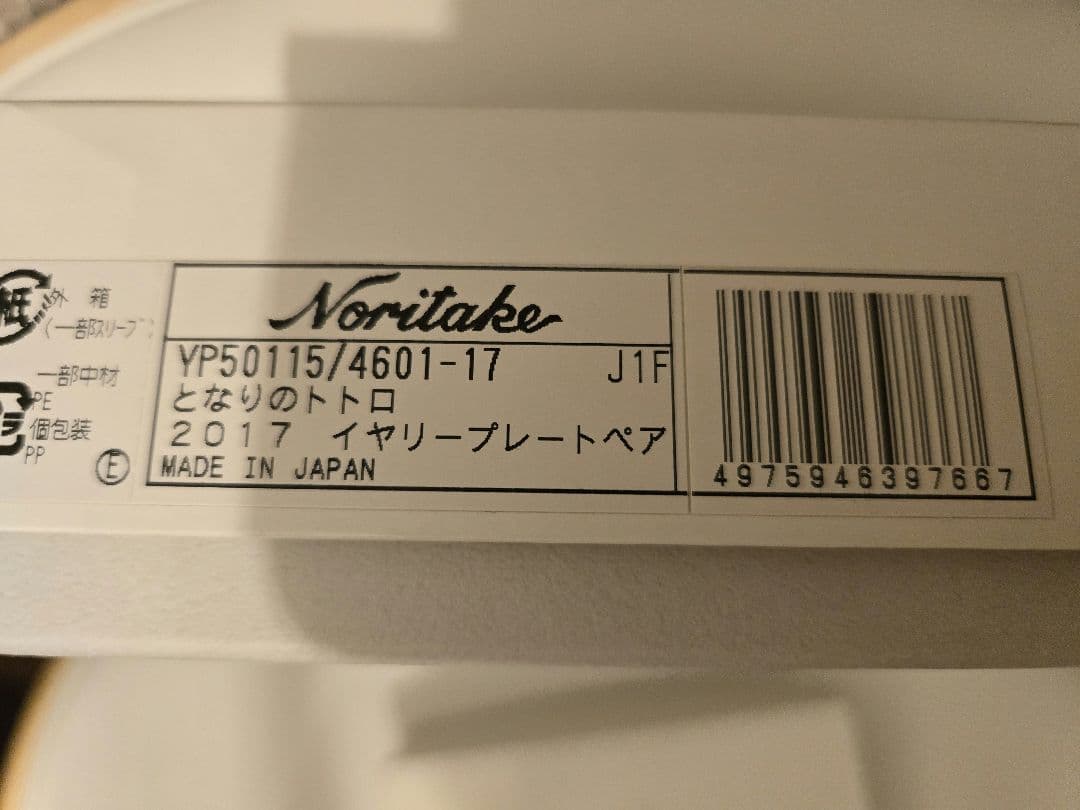 紙
外 箱
(一部スリーブ)
一部中材
PE
個包装
PP
E
Noritake
YP50115/4601-17 J1F
となりのトトロ
2017 イヤリープレートペア
MADE IN JAPAN
4975946397667